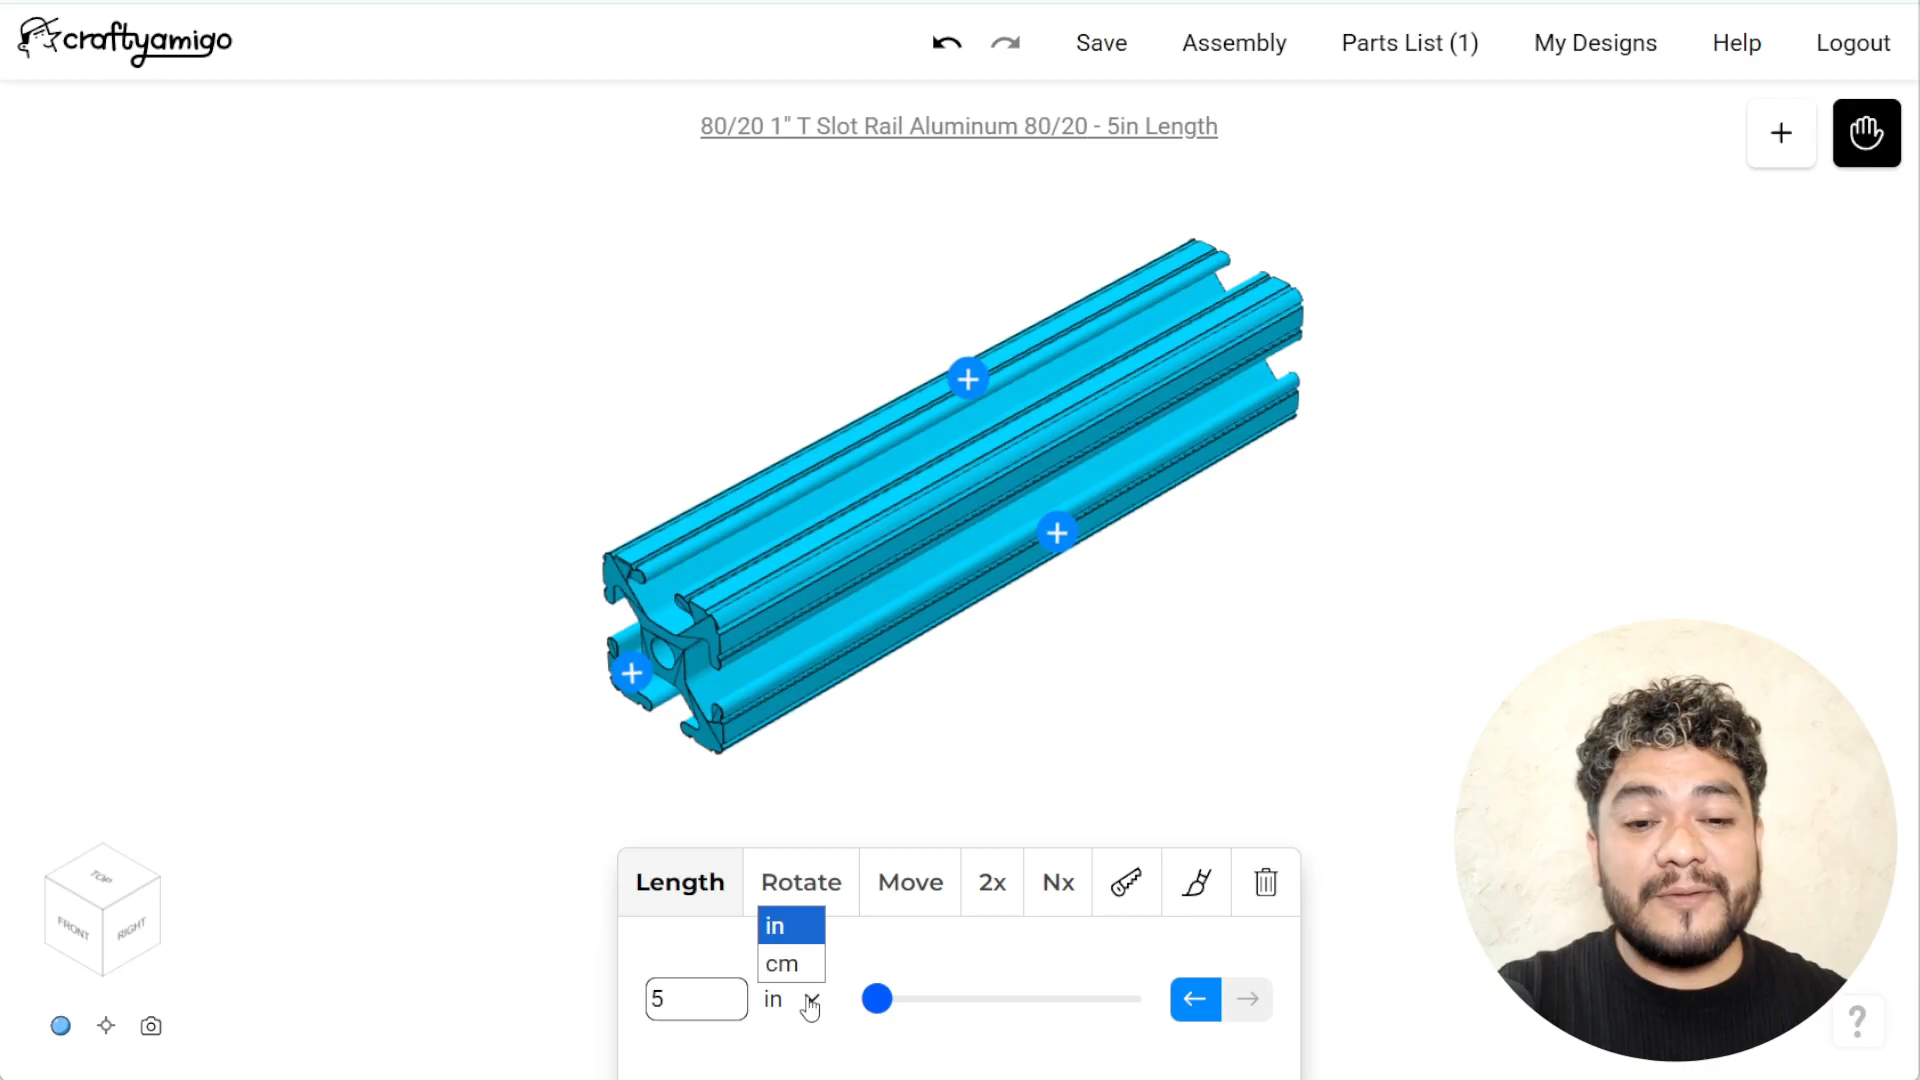 craftyamigo
Save
Assembly
Parts List (1)
My Designs
Help
Logout
80/20 1" T Slot Rail Aluminum 80/20 - 5in Length
TOP
FRONT
RIGHT
Length
Rotate
Move
2x
Nx
in
cm
5
in
?